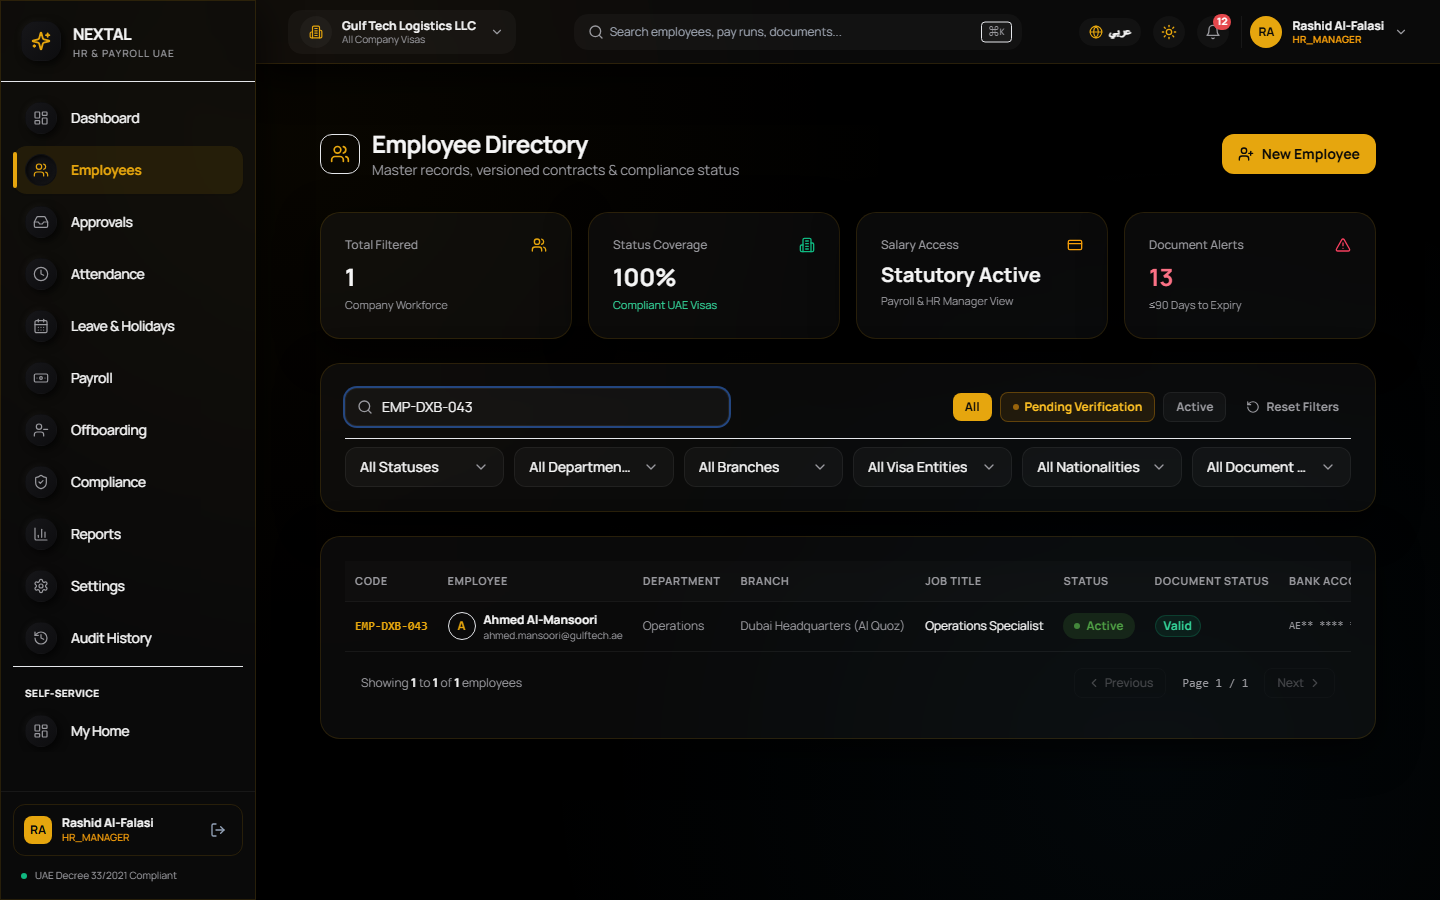 NEXTAL
HR & PAYROLL UAE
Dashboard
Employees
Approvals
Attendance
Leave & Holidays
Payroll
Offboarding
Compliance
Reports
Settings
Audit History
SELF-SERVICE
My Home
RA
Rashid Al-Falasi
HR_MANAGER
UAE Decree 33/2021 Compliant
Gulf Tech Logistics LLC
All Company Visas
Search employees, pay runs, documents...
⌘K
عربي
12
RA
Rashid Al-Falasi
HR_MANAGER
Employee Directory
Master records, versioned contracts & compliance status
New Employee
Total Filtered
1
Company Workforce
Status Coverage
100%
Compliant UAE Visas
Salary Access
Statutory Active
Payroll & HR Manager View
Document Alerts
13
≤90 Days to Expiry
EMP-DXB-043
All
Pending Verification
Active
Reset Filters
All Statuses
All Departmen...
All Branches
All Visa Entities
All Nationalities
All Document ...
CODE EMPLOYEE DEPARTMENT BRANCH JOB TITLE STATUS DOCUMENT STATUS BANK ACCO
EMP-DXB-043 A Ahmed Al-Mansoori Operations Dubai Headquarters (Al Quoz) Operations Specialist Active Valid AE** **** *
ahmed.mansoori@gulftech.ae
Showing 1 to 1 of 1 employees
Previous
Page 1 / 1
Next